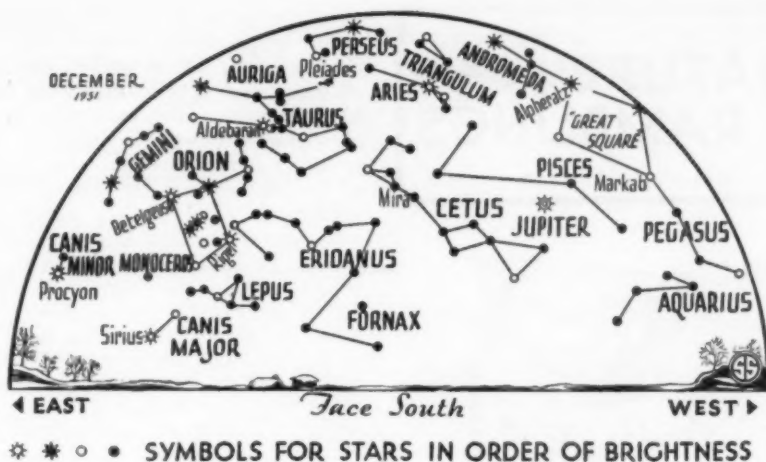 PERSEUS
ANDROMEDA
AURIGA
Pleiades
TRIANGULUM
DECEMBER
1951
ARIES
Alpheratz
TAURUS
Aldebaran
"GREAT
SQUARE"
GEMINI
ORION
PISCES
Markab
Mira
Betelgeuse
CETUS
JUPITER
CANIS
MINOR
MONOCEROS
Rigel
ERIDANUS
PEGASUS
Procyon
LEPUS
AQUARIUS
FORNAX
Sirius
CANIS
MAJOR
SS
EAST
Face South
WEST
SYMBOLS FOR STARS IN ORDER OF BRIGHTNESS